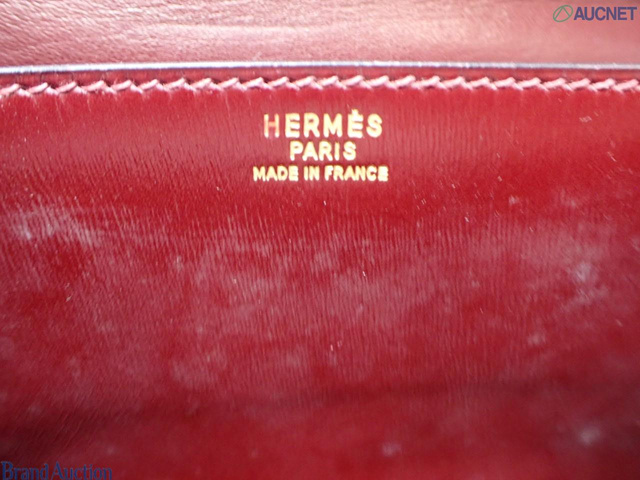 AUCNET
HERMÈS
PARIS
MADE IN FRANCE
Brand Auction